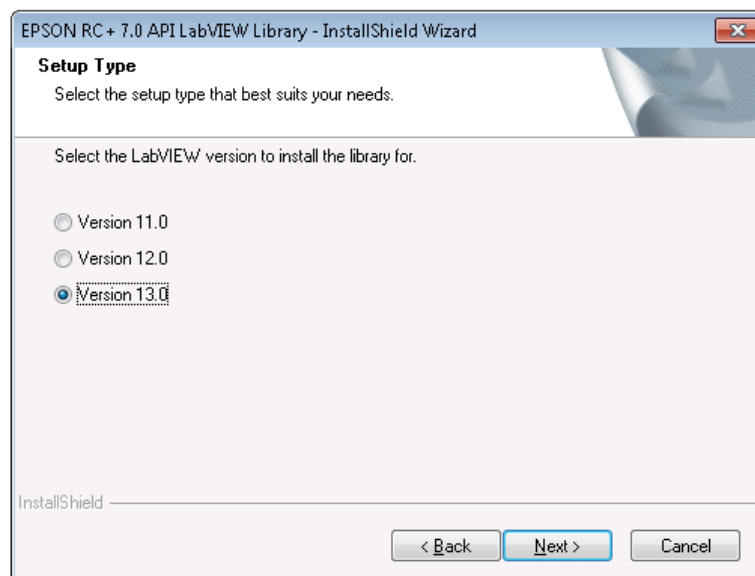 EPSON RC+ 7.0 API LabVIEW Library - InstallShield Wizard
Setup Type
Select the setup type that best suits your needs.
Select the LabVIEW version to install the library for.
Version 11.0
Version 12.0
Version 13.0
InstallShield
< Back Next > Cancel